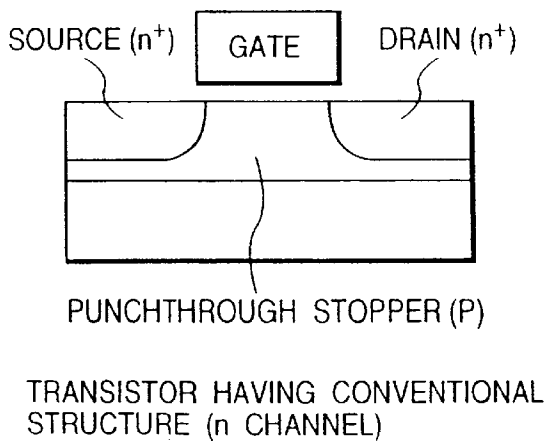 SOURCE (n+)
GATE
DRAIN (n+)
PUNCHTHROUGH STOPPER (P)
TRANSISTOR HAVING CONVENTIONAL
STRUCTURE (n CHANNEL)